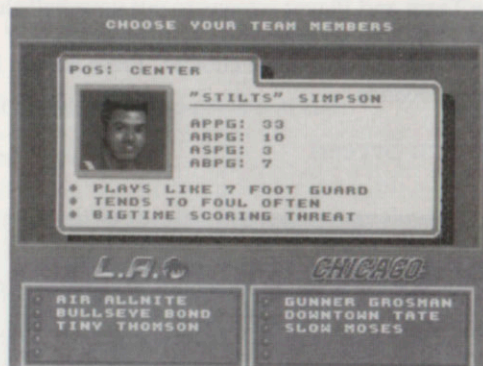 CHOOSE YOUR TEAM MEMBERS
POS: CENTER
"STILTS" SIMPSON
APPG: 33
ARPG: 10
ASPG: 3
ABPG: 7
• PLAYS LIKE 7 FOOT GUARD
• TENDS TO FOUL OFTEN
• BIGTIME SCORING THREAT
L.A.
CHICAGO
AIR ALLNITE
BULLSEYE BOND
TINY THOMSON
GUNNER GROSMAN
DOWNTOWN TATE
SLOW MOSES